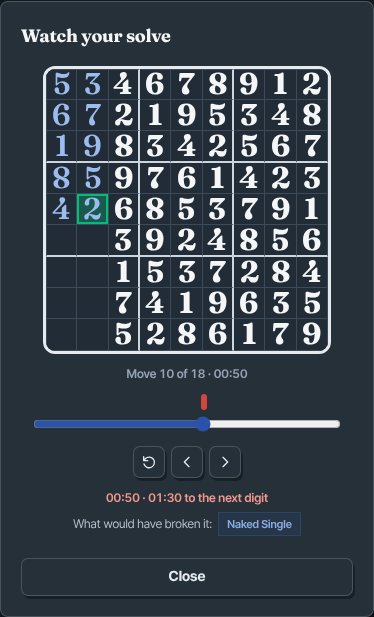 Watch your solve
5 3 4 6 7 8 9 1 2
6 7 2 1 9 5 3 4 8
1 9 8 3 4 2 5 6 7
8 5 9 7 6 1 4 2 3
4 2 6 8 5 3 7 9 1
3 9 2 4 8 5 6
1 5 3 7 2 8 4
7 4 1 9 6 3 5
5 2 8 6 1 7 9
Move 10 of 18 · 00:50
00:50 · 01:30 to the next digit
What would have broken it: Naked Single
Close